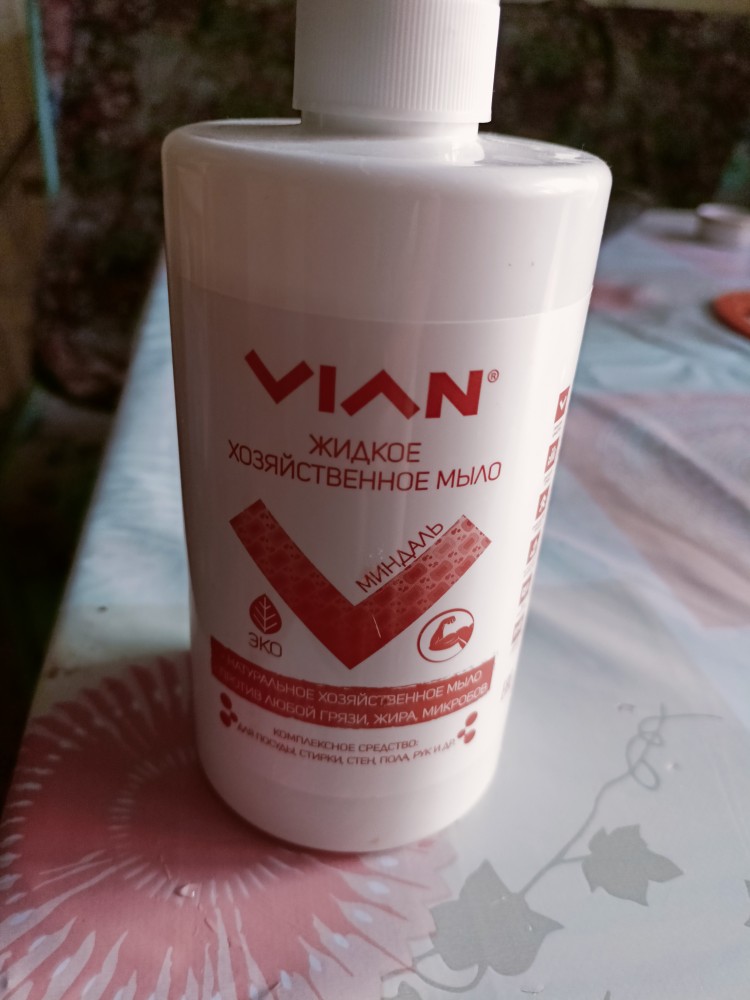 VIAN®
ЖИДКОЕ
ХОЗЯЙСТВЕННОЕ МЫЛО
МИНДАЛЬ
ЭКО
НАТУРАЛЬНОЕ ХОЗЯЙСТВЕННОЕ МЫЛО
ПРОТИВ ЛЮБОЙ ГРЯЗИ, ЖИРА, МИКРОБОВ
КОМПЛЕКСНОЕ СРЕДСТВО:
ДЛЯ ПОСУДЫ, СТИРКИ, СТЕН, ПОЛА, РУК И ДР.